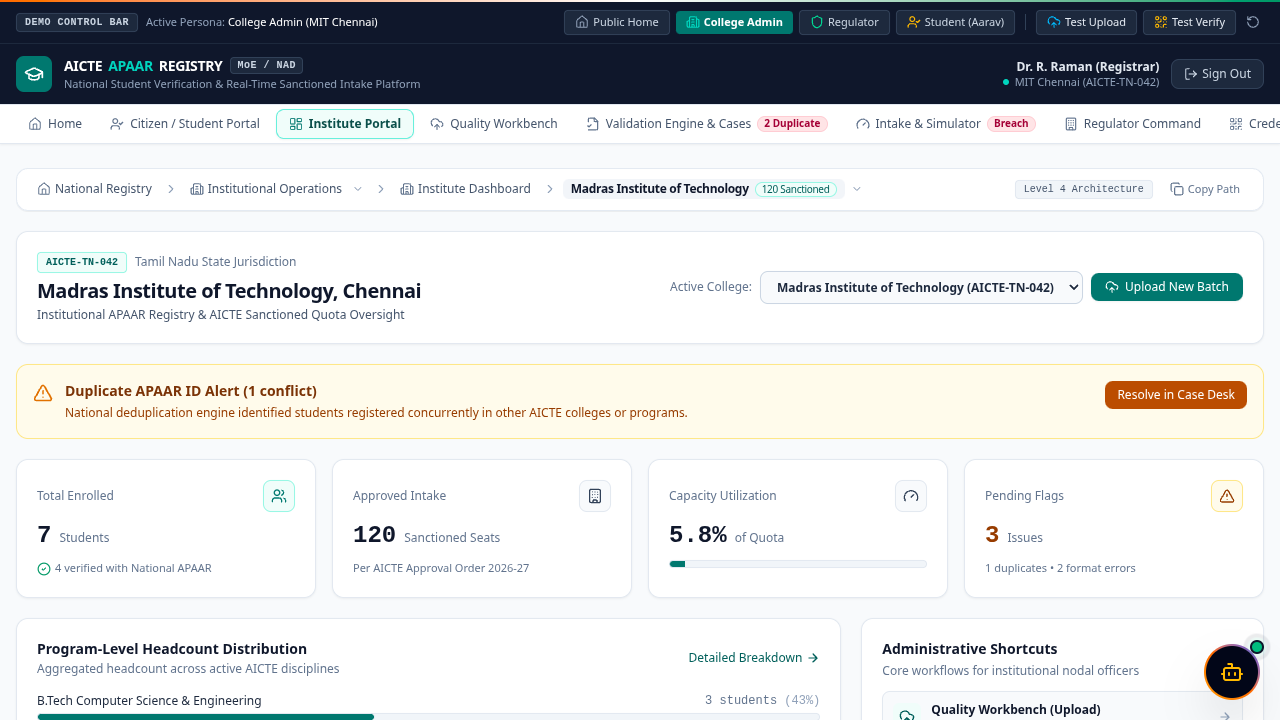 DEMO CONTROL BAR Active Persona: College Admin (MIT Chennai) Public Home College Admin Regulator Student (Aarav) Test Upload Test Verify
AICTE APAAR REGISTRY MoE / NAD
National Student Verification & Real-Time Sanctioned Intake Platform
Dr. R. Raman (Registrar)
MIT Chennai (AICTE-TN-042)
Sign Out
Home Citizen / Student Portal Institute Portal Quality Workbench Validation Engine & Cases 2 Duplicate Intake & Simulator Breach Regulator Command Crede
National Registry Institutional Operations Institute Dashboard Madras Institute of Technology 120 Sanctioned Level 4 Architecture Copy Path
AICTE-TN-042 Tamil Nadu State Jurisdiction
Madras Institute of Technology, Chennai
Institutional APAAR Registry & AICTE Sanctioned Quota Oversight
Active College: Madras Institute of Technology (AICTE-TN-042) Upload New Batch
Duplicate APAAR ID Alert (1 conflict)
National deduplication engine identified students registered concurrently in other AICTE colleges or programs.
Resolve in Case Desk
Total Enrolled
7 Students
4 verified with National APAAR
Approved Intake
120 Sanctioned Seats
Per AICTE Approval Order 2026-27
Capacity Utilization
5.8% of Quota
Pending Flags
3 Issues
1 duplicates • 2 format errors
Program-Level Headcount Distribution
Aggregated headcount across active AICTE disciplines
Detailed Breakdown
B.Tech Computer Science & Engineering 3 students (43%)
Administrative Shortcuts
Core workflows for institutional nodal officers
Quality Workbench (Upload)